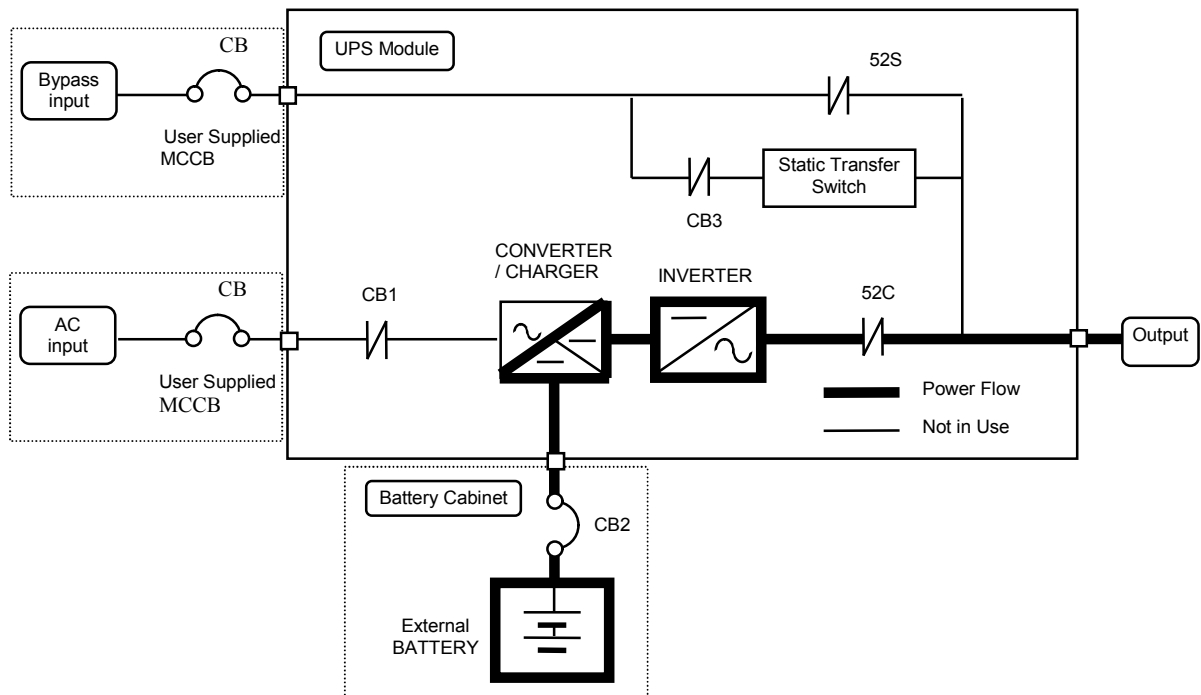 CB
UPS Module
52S
Bypass
input
User Supplied
MCCB
Static Transfer
Switch
CB3
CONVERTER
/ CHARGER
INVERTER
CB
CB1
52C
AC
input
Output
User Supplied
MCCB
Power Flow
Not in Use
Battery Cabinet
CB2
External
BATTERY